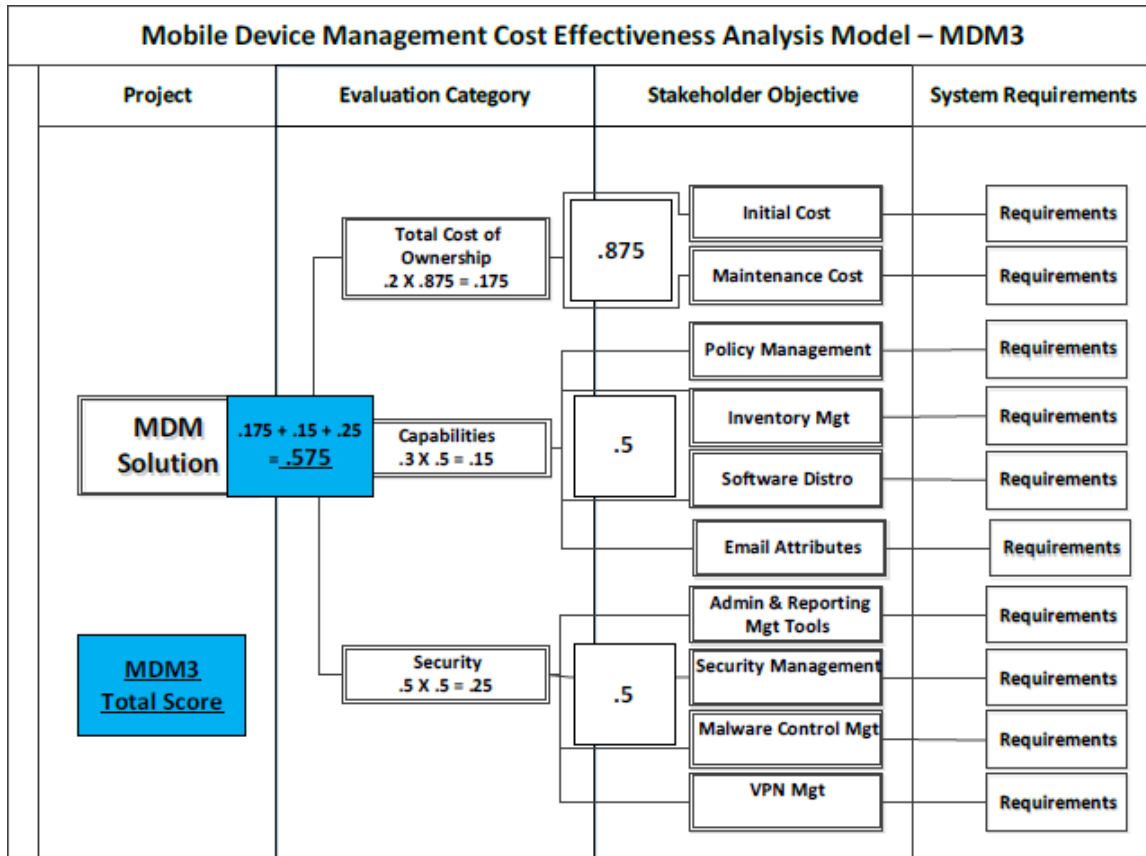 Mobile Device Management Cost Effectiveness Analysis Model – MDM3
Project
Evaluation Category
Stakeholder Objective
System Requirements
Total Cost of
Ownership
.2 X .875 = .175
.875
Initial Cost
Requirements
Maintenance Cost
Requirements
Policy Management
Requirements
MDM
Solution
.175 + .15 + .25
= .575
Capabilities
.3 X .5 = .15
.5
Inventory Mgt
Requirements
Software Distro
Requirements
Email Attributes
Requirements
MDM3
Total Score
Security
.5 X .5 = .25
.5
Admin & Reporting
Mgt Tools
Requirements
Security Management
Requirements
Malware Control Mgt
Requirements
VPN Mgt
Requirements